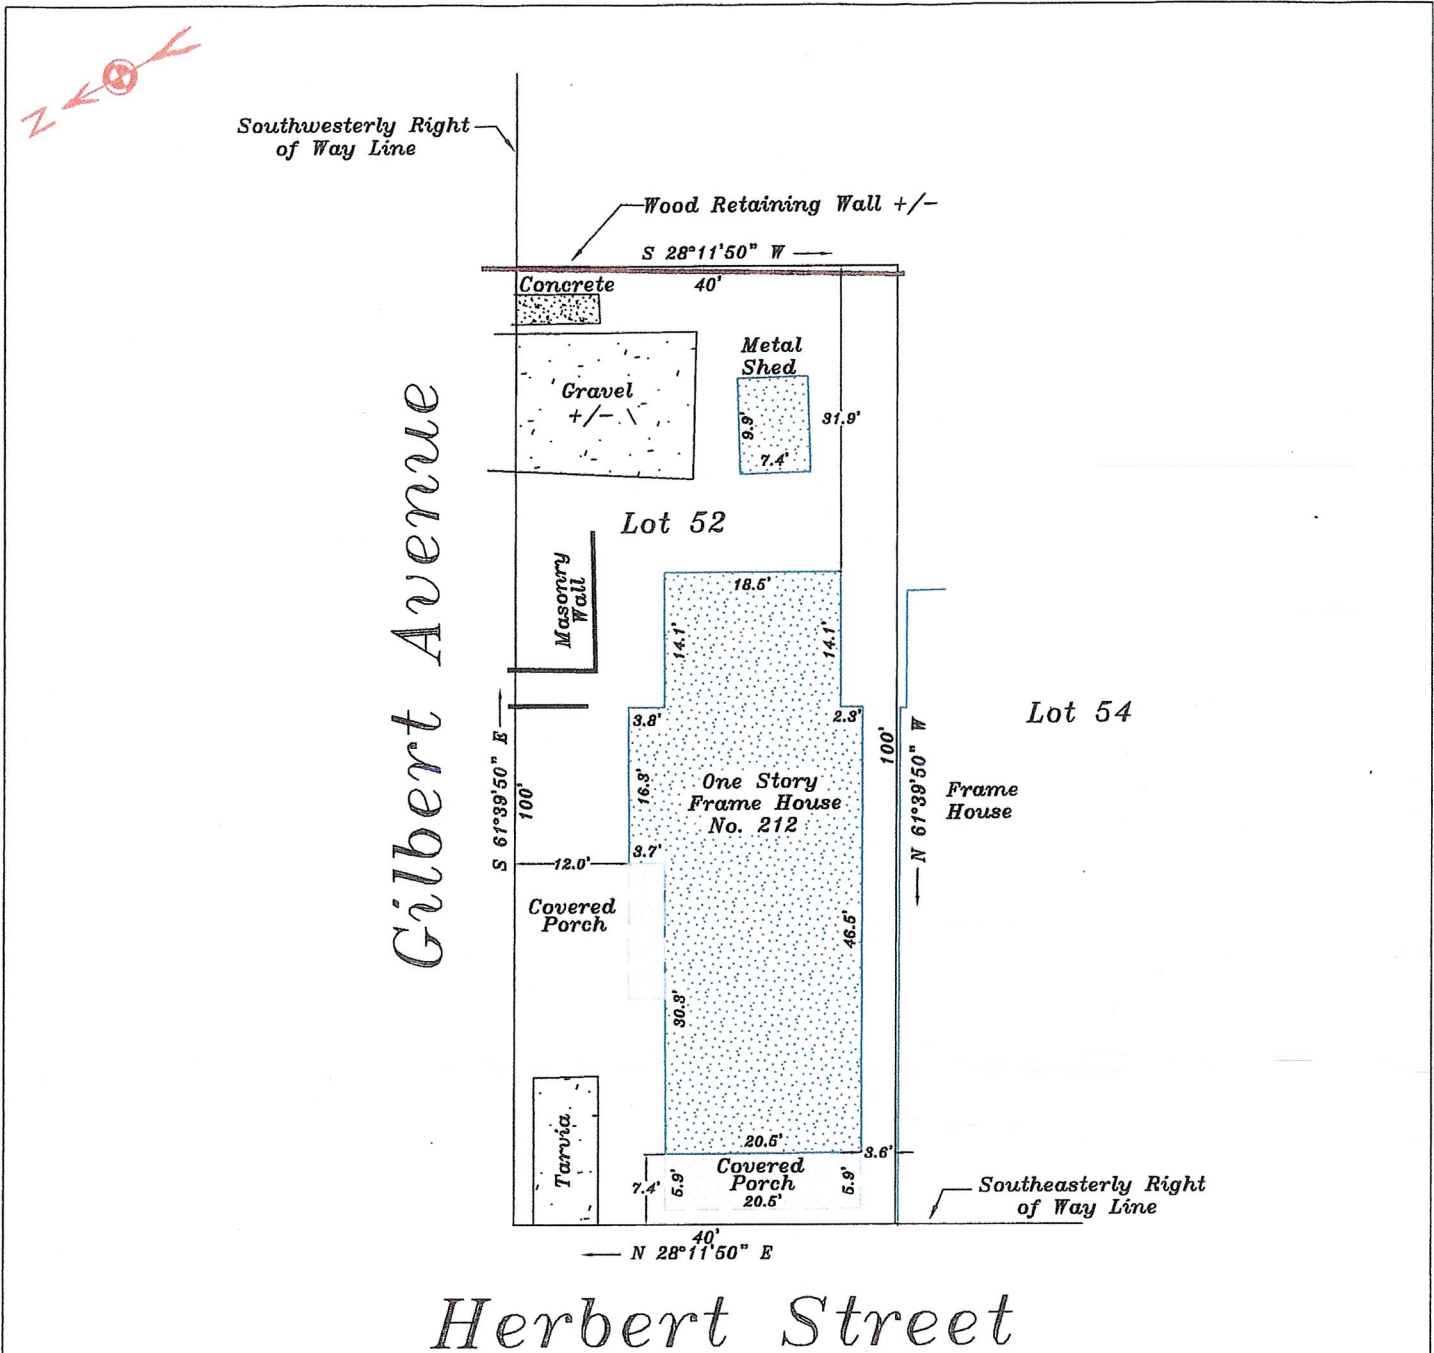 N
Southwesterly Right
of Way Line
Wood Retaining Wall +/-
S 28°11'50" W
40'
Concrete
Metal
Shed
Gravel
+/-
9.9'
7.4'
31.9'
Gilbert Avenue
Lot 52
Masonry
Wall
18.5'
14.1'
14.1'
3.8'
2.3'
Lot 54
S 61°39'50" E
100'
16.3'
One Story
Frame House
No. 212
100'
N 61°39'50" W
Frame
House
12.0'
3.7'
Covered
Porch
46.5'
30.3'
Tarvia
20.5'
3.6'
Covered
Porch
20.5'
7.4'
5.9'
5.9'
Southeasterly Right
of Way Line
40'
N 28°11'50" E
Herbert Street